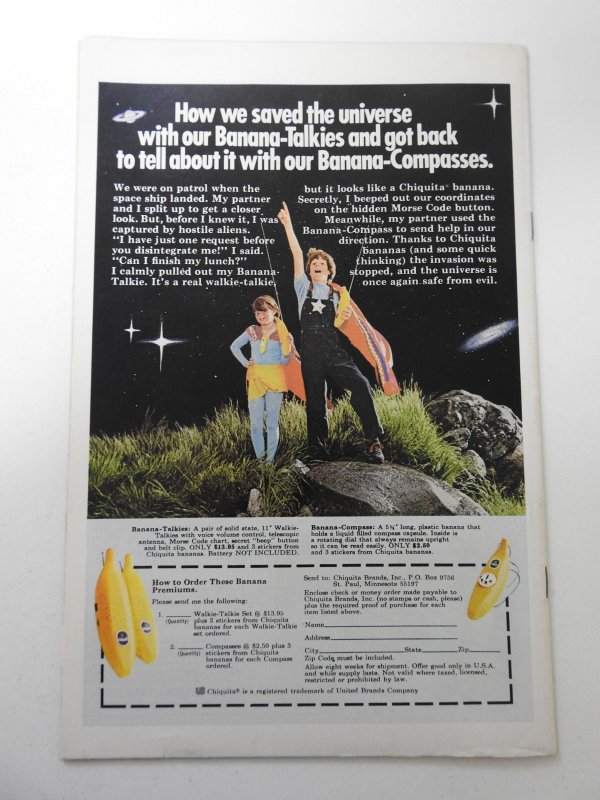 How we saved the universe
with our Banana-Talkies and got back
to tell about it with our Banana-Compasses.
We were on patrol when the
space ship landed. My partner
and I split up to get a closer
look. But, before I knew it, I was
captured by hostile aliens.
"I have just one request before
you disintegrate me!" I said.
"Can I finish my lunch?"
I calmly pulled out my Banana-
Talkie. It's a real walkie-talkie,
but it looks like a Chiquita® banana.
Secretly, I beeped out our coordinates
on the hidden Morse Code button.
Meanwhile, my partner used the
Banana-Compass to send help in our
direction. Thanks to Chiquita
bananas (and some quick
thinking) the invasion was
stopped, and the universe is
once again safe from evil.
Banana-Talkies: A pair of solid state, 11" Walkie-
Talkies with voice volume control, telescopic
antenna, Morse Code chart, secret "beep" button
and belt clip. ONLY $13.95 and 3 stickers from
Chiquita bananas. Battery NOT INCLUDED.
Banana-Compass: A 5¼" long, plastic banana that
holds a liquid filled compass capsule. Inside is
a rotating dial that always remains upright
so it can be read easily. ONLY $2.50
and 3 stickers from Chiquita bananas.
How to Order These Banana
Premiums.
Please send me the following:
1. ______ Walkie-Talkie Set @ $13.95
(Quantity) plus 3 stickers from Chiquita
bananas for each Walkie-Talkie
set ordered.
2. ______ Compasses @ $2.50 plus 3
(Quantity) stickers from Chiquita
bananas for each Compass
ordered.
Send to: Chiquita Brands, Inc., P.O. Box 9756
St. Paul, Minnesota 55197
Enclose check or money order made payable to
Chiquita Brands, Inc. (no stamps or cash, please)
plus the required proof of purchase for each
item listed above.
Name
Address
City State Zip
Zip Code must be included.
Allow eight weeks for shipment. Offer good only in U.S.A.
and while supply lasts. Not valid where taxed, licensed,
restricted or prohibited by law.
Chiquita® is a registered trademark of United Brands Company